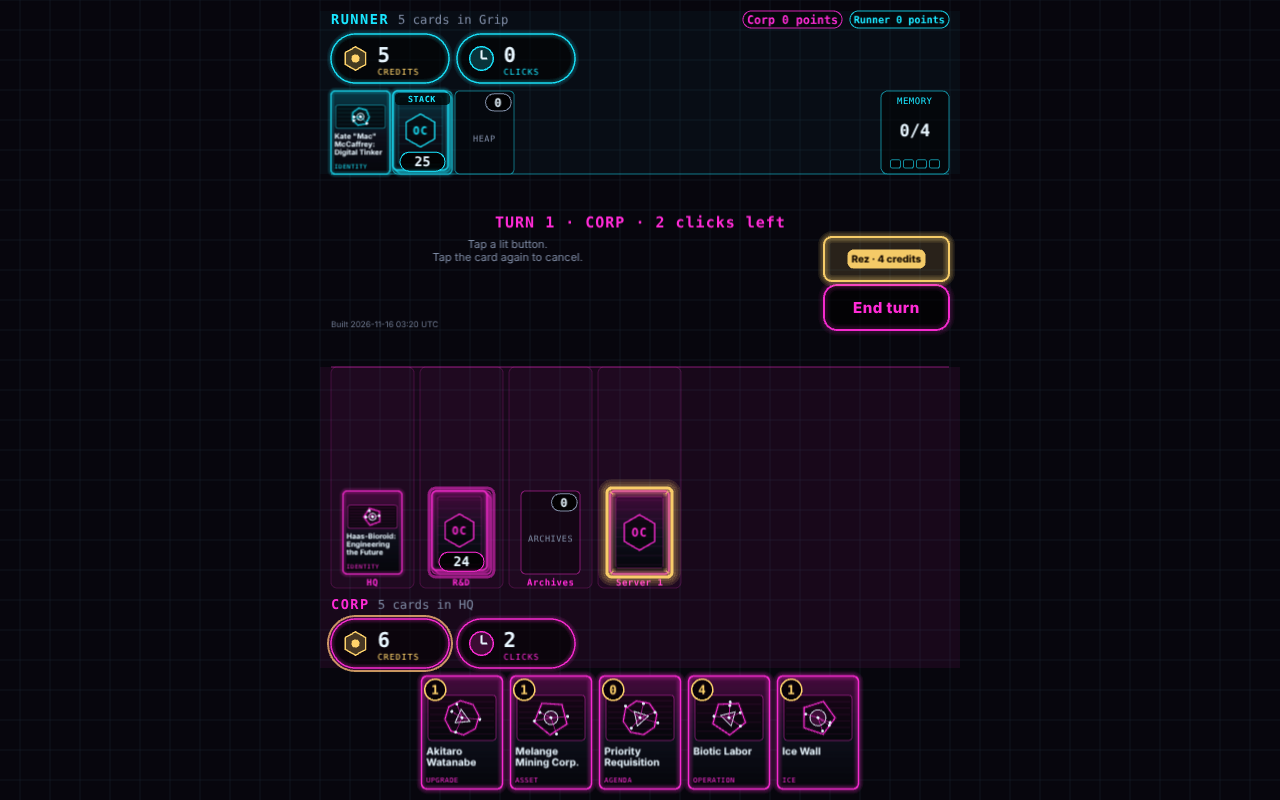 RUNNER 5 cards in Grip
Corp 0 points
Runner 0 points
5
CREDITS
0
CLICKS
Kate "Mac"
McCaffrey:
Digital Tinker
IDENTITY
STACK
OC
25
0
HEAP
MEMORY
0/4
TURN 1 · CORP · 2 clicks left
Tap a lit button.
Tap the card again to cancel.
Rez · 4 credits
End turn
Built 2026-11-16 03:20 UTC
Haas-Bioroid:
Engineering
the Future
IDENTITY
HQ
OC
24
R&D
0
ARCHIVES
Archives
OC
Server 1
CORP 5 cards in HQ
6
CREDITS
2
CLICKS
1
Akitaro
Watanabe
UPGRADE
1
Melange
Mining Corp.
ASSET
0
Priority
Requisition
AGENDA
4
Biotic Labor
OPERATION
1
Ice Wall
ICE